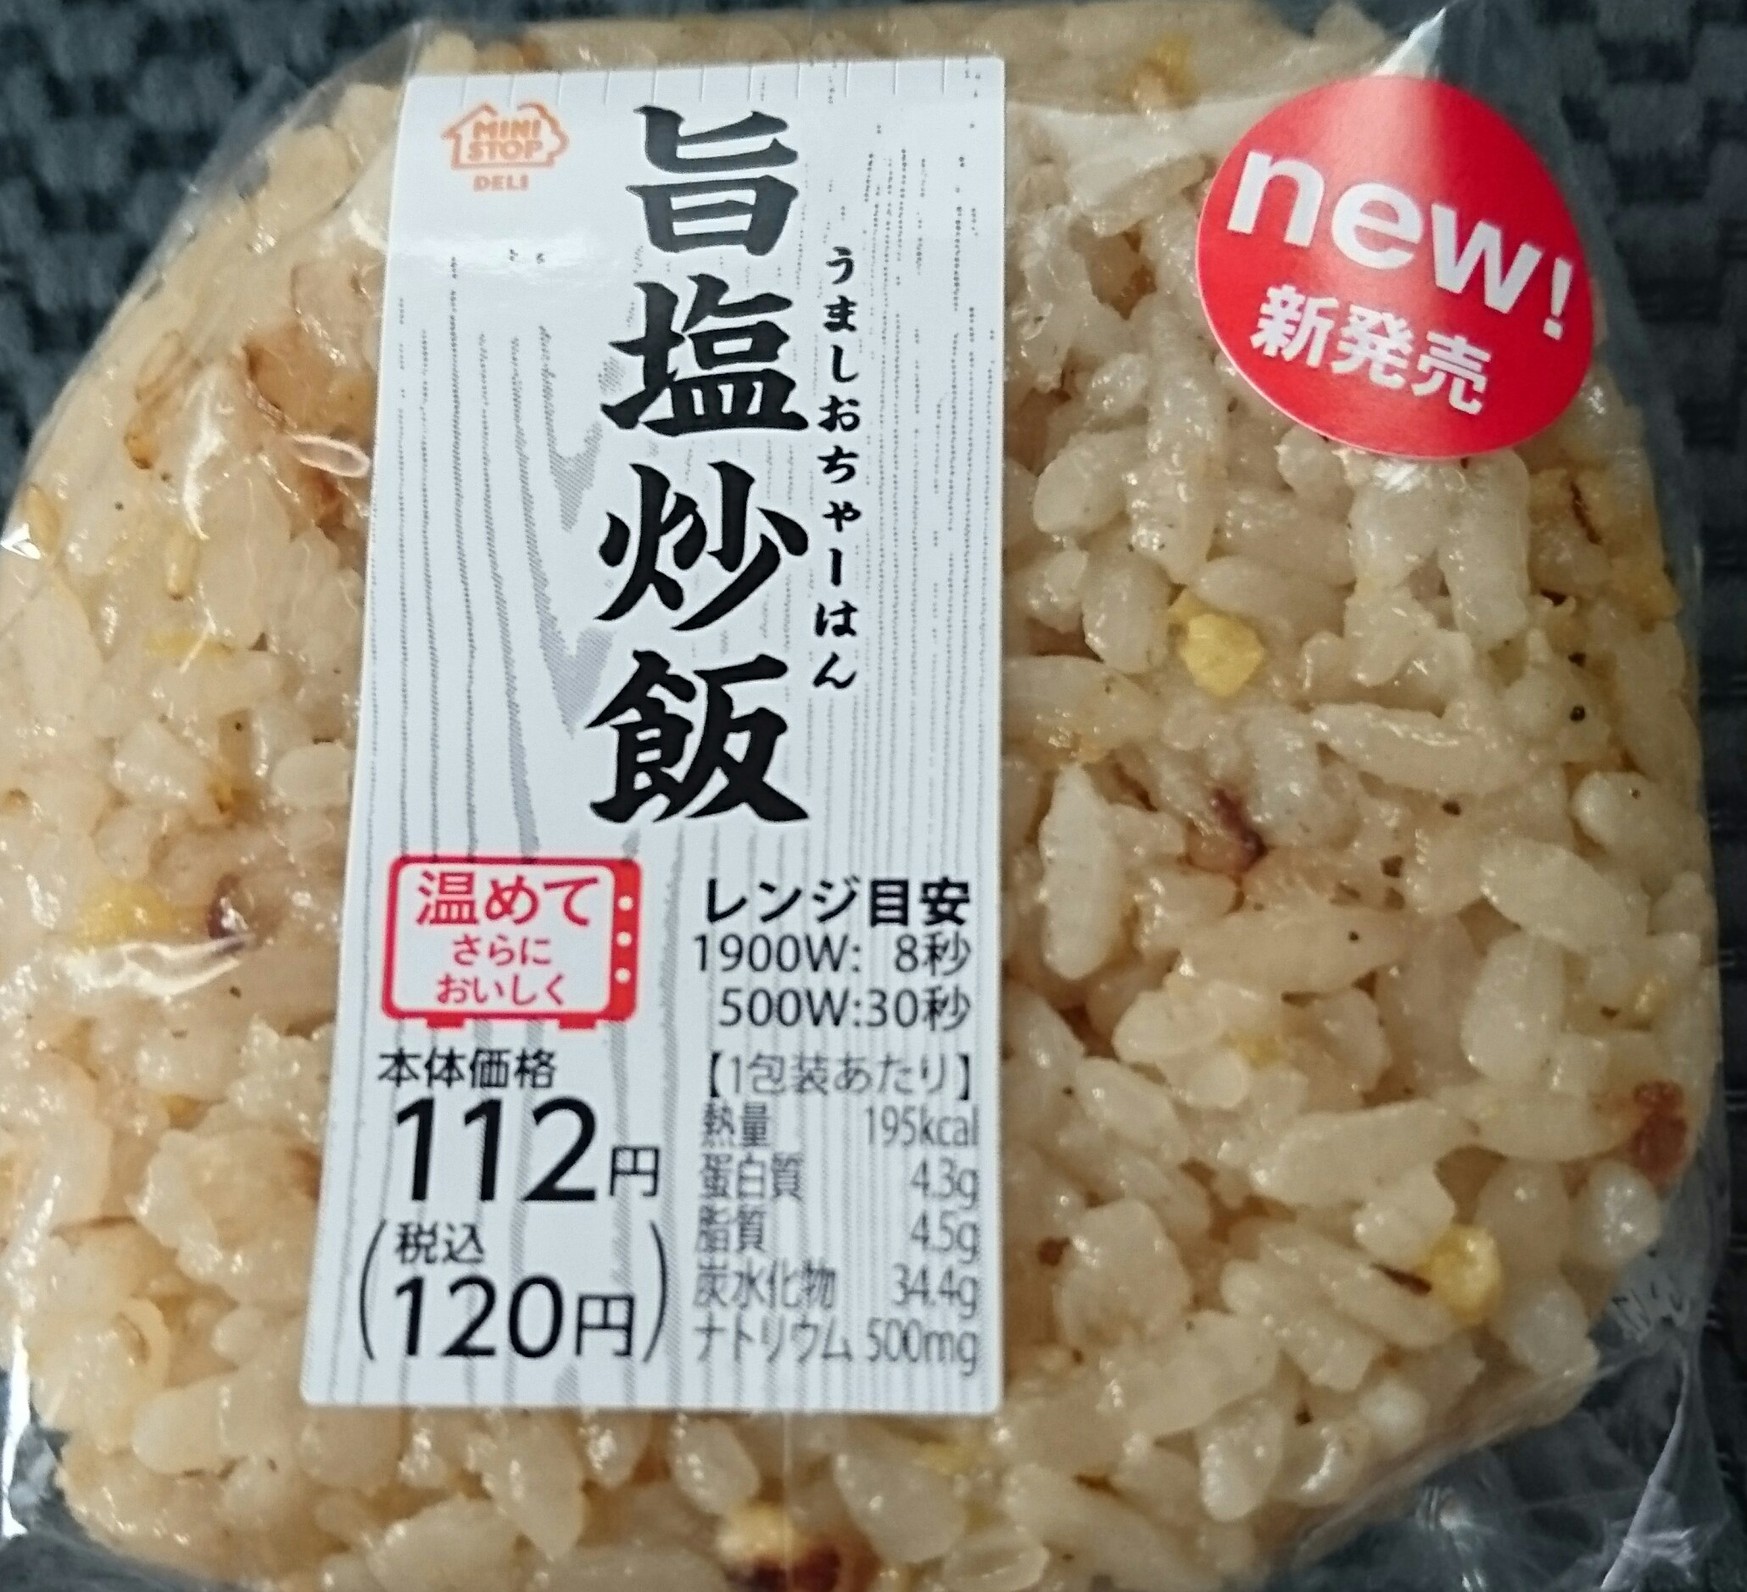 MINI
STOP
DELI
旨塩炒飯
うましおちゃーはん
new!
新発売
温めて
さらに
おいしく
レンジ目安
1900W: 8秒
500W:30秒
本体価格
112円
(税込
120円)
【1包装あたり】
熱量 195kcal
蛋白質 4.3g
脂質 4.5g
炭水化物 34.4g
ナトリウム 500mg